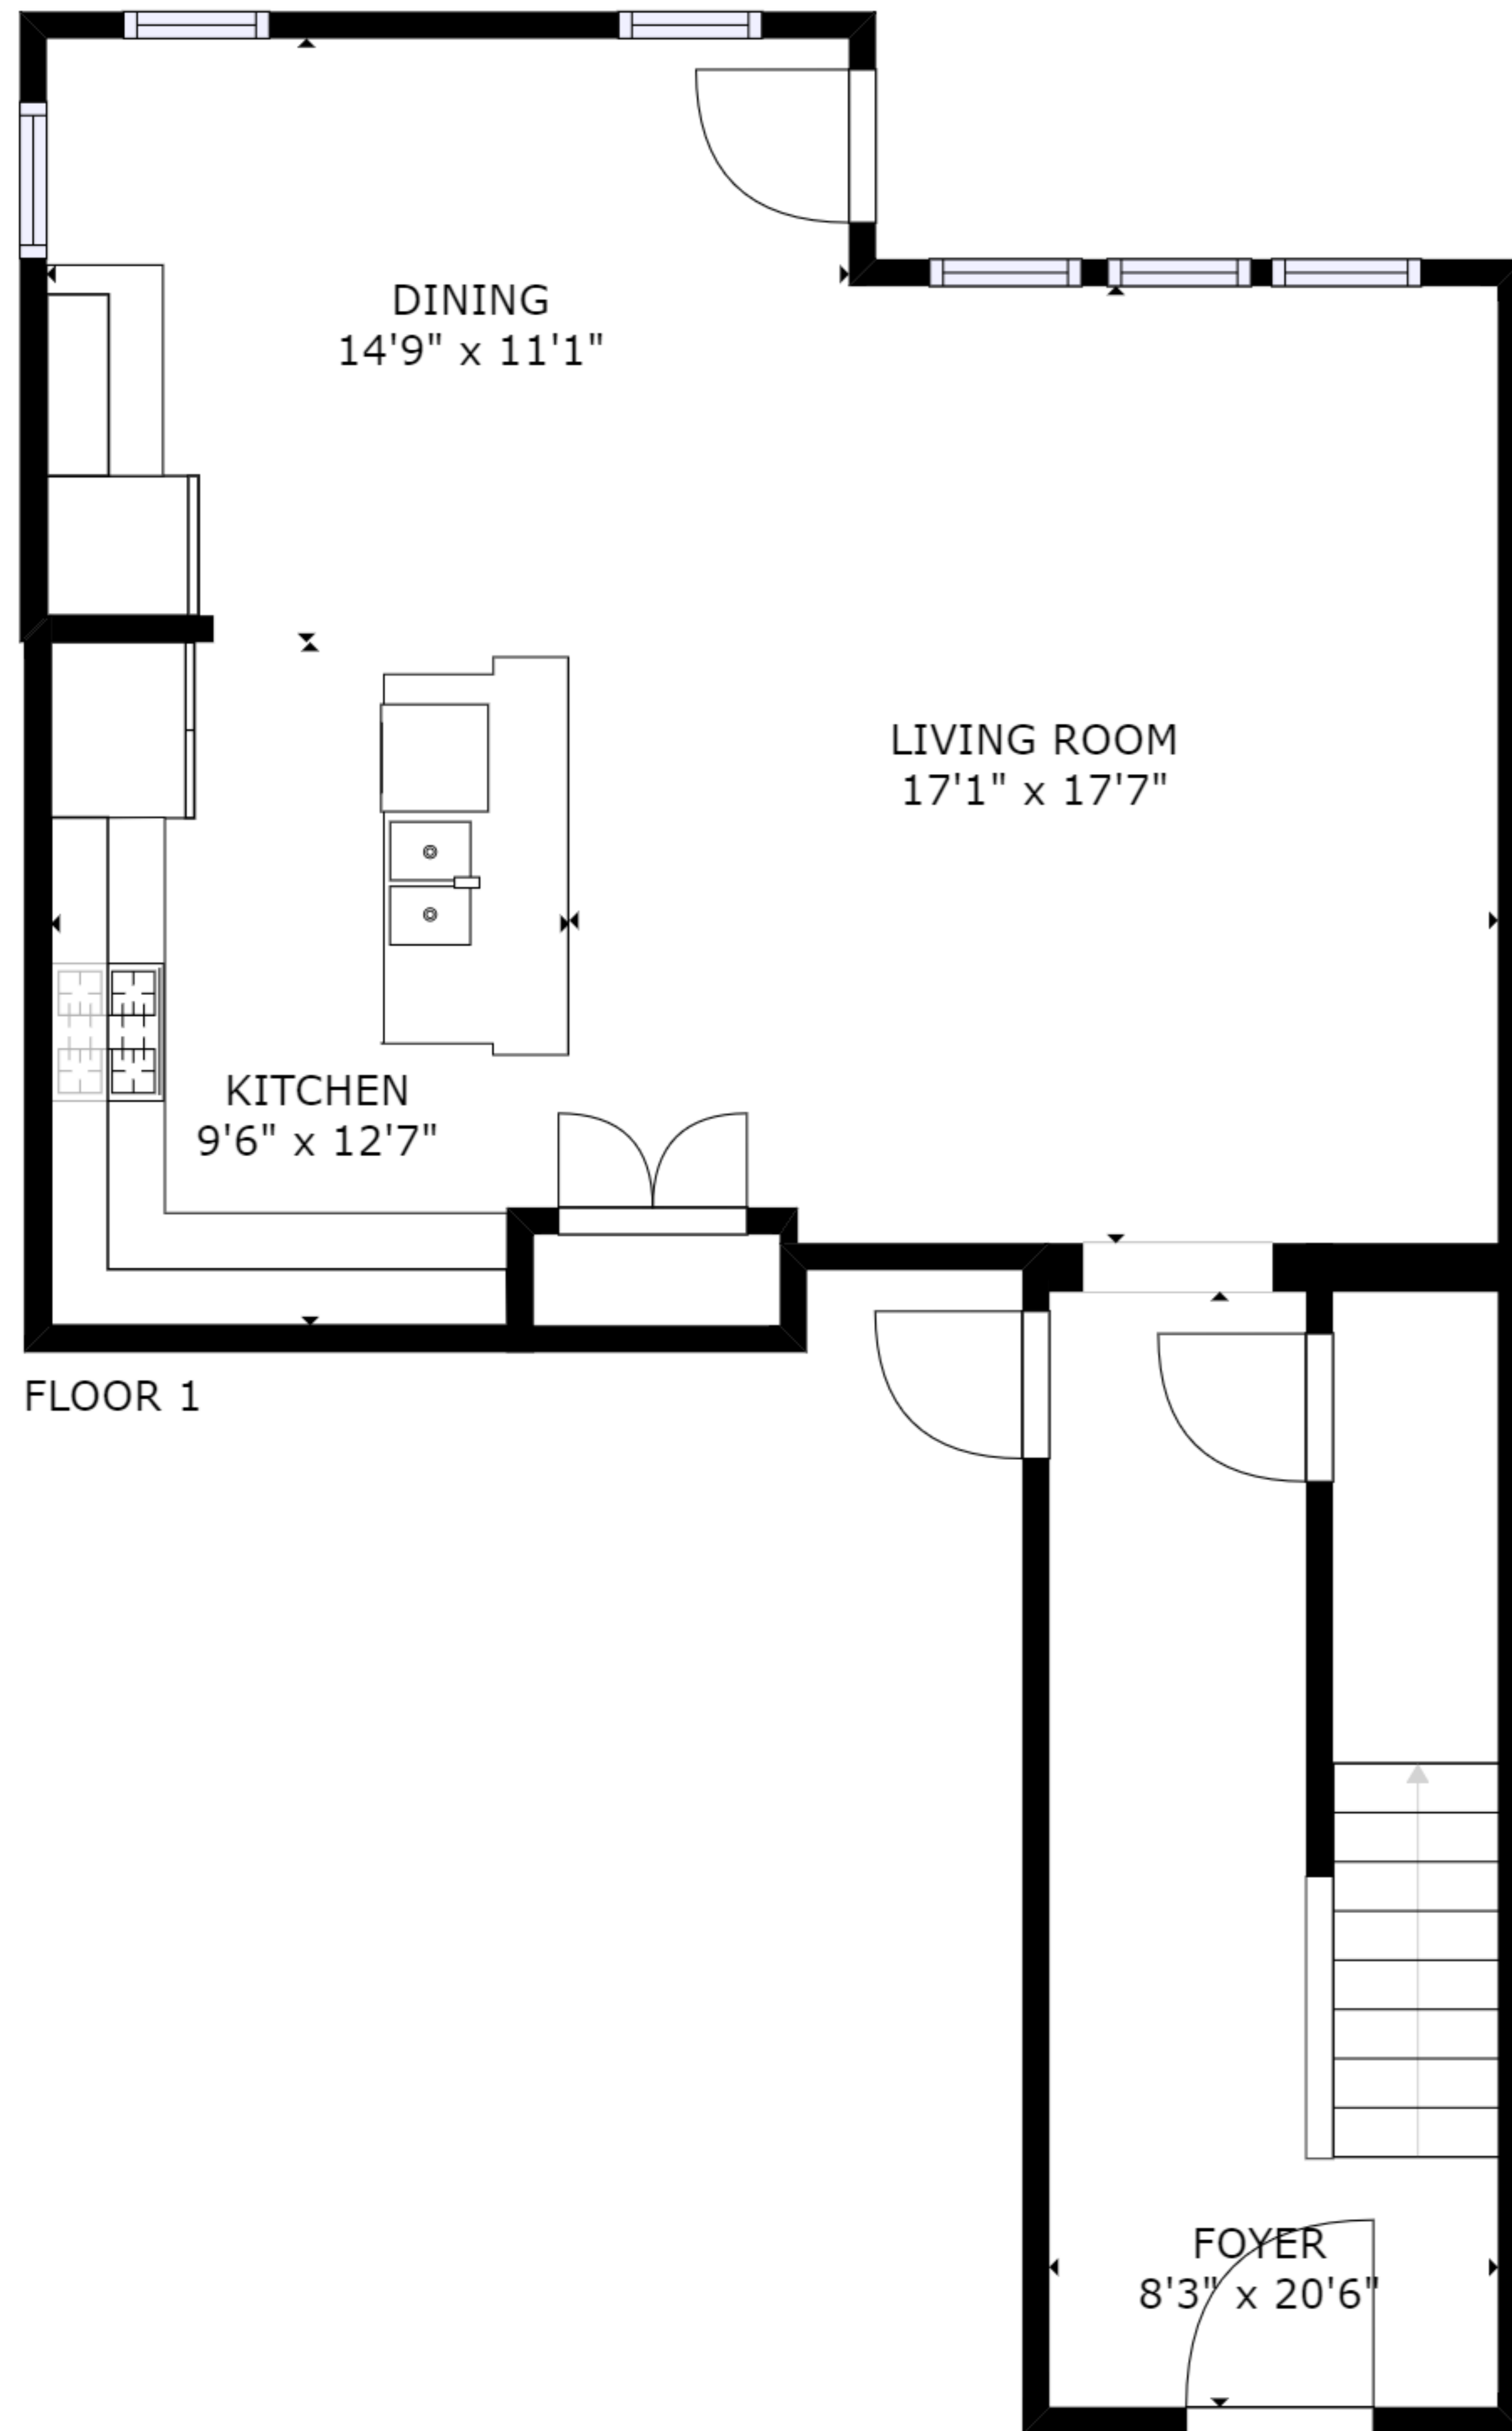 DINING
14'9" x 11'1"
LIVING ROOM
17'1" x 17'7"
KITCHEN
9'6" x 12'7"
FLOOR 1
FOYER
8'3" x 20'6"